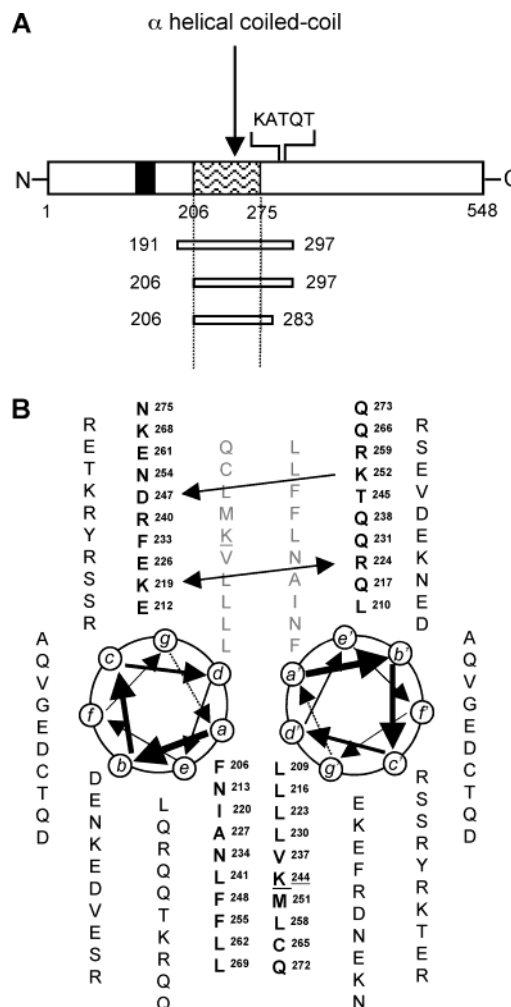 A
α helical coiled-coil
KATQT
N
C
1
206
275
548
191
297
206
297
206
283
B
R E T K R Y R S S R
N 275
K 268
E 261
N 254
D 247
R 240
F 233
E 226
K 219
E 212
Q C L M K V L L L L
L L F F L N A I N F
Q 273
Q 266
R 259
K 252
T 245
Q 238
Q 231
R 224
Q 217
L 210
R S E V D E K N E D
A Q V G E D C T Q D
g
c
d
f
a
b
e
e'
a
b'
f'
d'
g'
c'
A Q V G E D C T Q D
D E N K E D V E S R
L Q R Q Q T K R Q Q
F 206
N 213
I 220
A 227
N 234
L 241
F 248
F 255
L 262
L 269
L 209
L 216
L 223
L 230
V 237
K 244
M 251
L 258
C 265
Q 272
E K E F R D N E K N
R S S R Y R K T E R